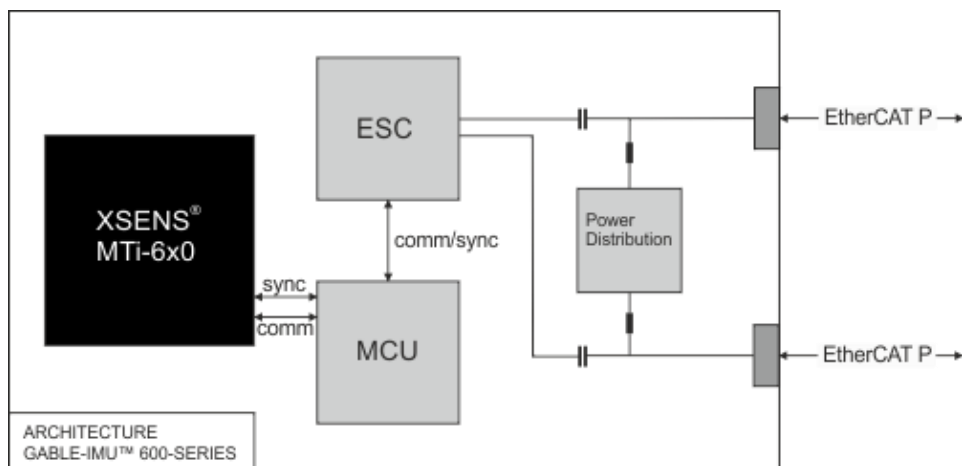 ESC
EtherCAT P
XSENS®
MTi-6x0
Power
Distribution
comm/sync
sync
comm
MCU
EtherCAT P
ARCHITECTURE
GABLE-IMU™ 600-SERIES